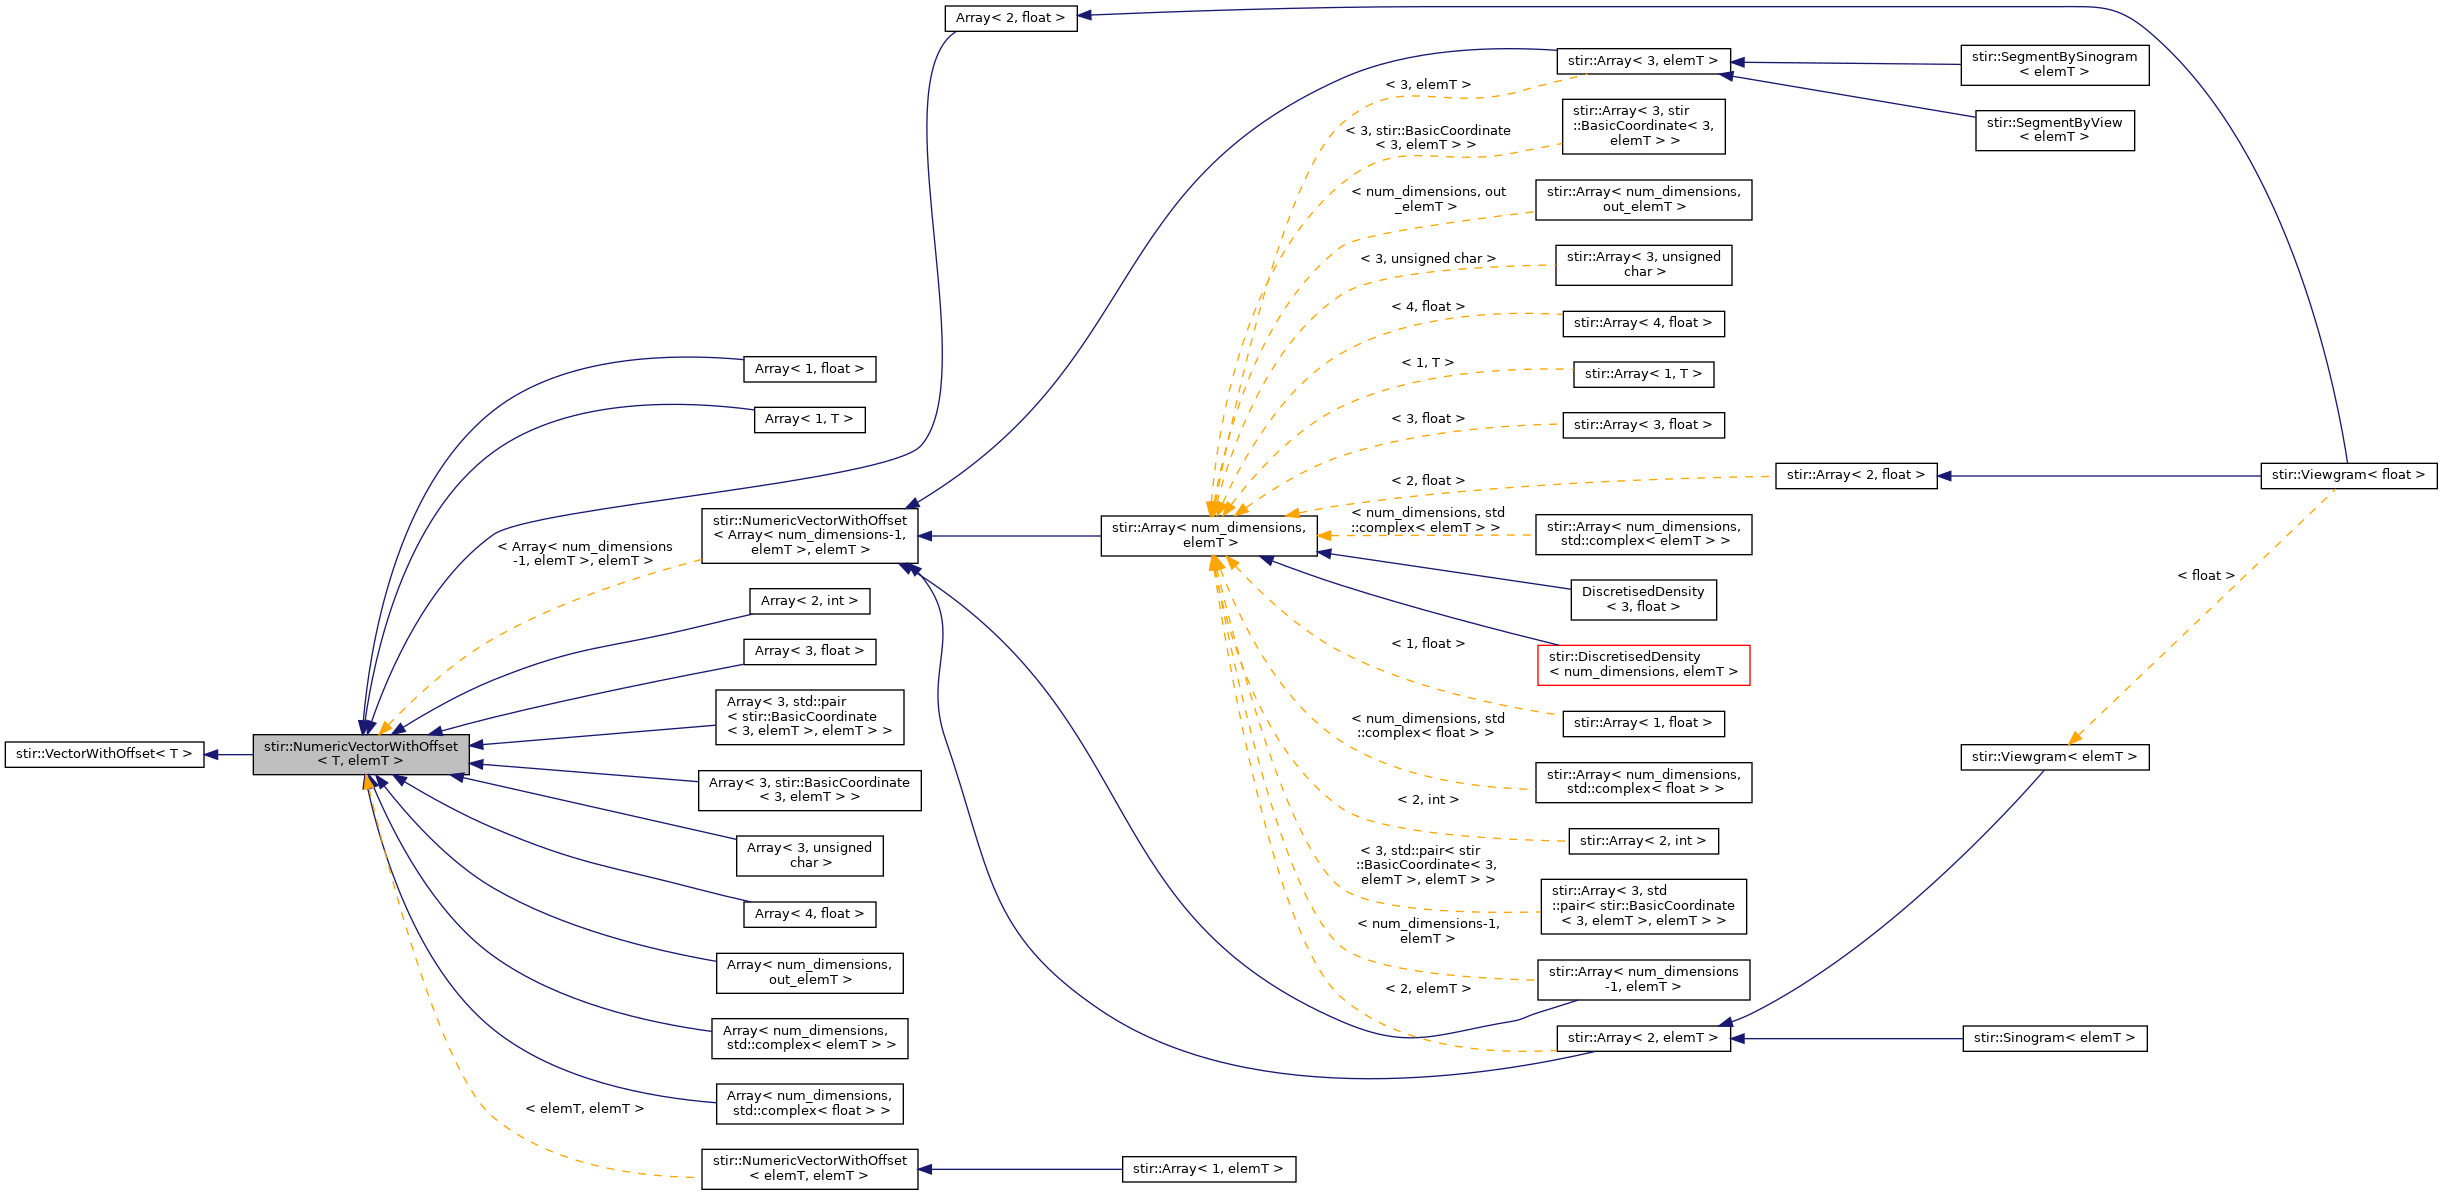 stir::VectorWithOffset< T >
stir::NumericVectorWithOffset
< T, elemT >
Array< 2, float >
Array< 1, float >
Array< 1, T >
< Array< num_dimensions
-1, elemT >, elemT >
stir::NumericVectorWithOffset
< Array< num_dimensions-1,
elemT >, elemT >
Array< 2, int >
Array< 3, float >
Array< 3, std::pair
< stir::BasicCoordinate
< 3, elemT >, elemT > >
Array< 3, stir::BasicCoordinate
< 3, elemT > >
Array< 3, unsigned
char >
Array< 4, float >
Array< num_dimensions,
out_elemT >
Array< num_dimensions,
std::complex< elemT > >
Array< num_dimensions,
std::complex< float > >
< elemT, elemT >
stir::NumericVectorWithOffset
< elemT, elemT >
stir::Array< 1, elemT >
stir::Array< num_dimensions,
elemT >
< 3, elemT >
< 3, stir::BasicCoordinate
< 3, elemT > >
< num_dimensions, out
_elemT >
< 3, unsigned char >
< 4, float >
< 1, T >
< 3, float >
< 2, float >
< num_dimensions, std
::complex< elemT > >
< 1, float >
< num_dimensions, std
::complex< float > >
< 2, int >
< 3, std::pair< stir
::BasicCoordinate< 3,
elemT >, elemT > >
< num_dimensions-1,
elemT >
< 2, elemT >
stir::Array< 3, elemT >
stir::Array< 3, stir
::BasicCoordinate< 3,
elemT > >
stir::Array< num_dimensions,
out_elemT >
stir::Array< 3, unsigned
char >
stir::Array< 4, float >
stir::Array< 1, T >
stir::Array< 3, float >
stir::Array< 2, float >
stir::Array< num_dimensions,
std::complex< elemT > >
DiscretisedDensity
< 3, float >
stir::DiscretisedDensity
< num_dimensions, elemT >
stir::Array< 1, float >
stir::Array< num_dimensions,
std::complex< float > >
stir::Array< 2, int >
stir::Array< 3, std
::pair< stir::BasicCoordinate
< 3, elemT >, elemT > >
stir::Array< num_dimensions
-1, elemT >
stir::Array< 2, elemT >
stir::SegmentBySinogram
< elemT >
stir::SegmentByView
< elemT >
stir::Viewgram< float >
< float >
stir::Viewgram< elemT >
stir::Sinogram< elemT >